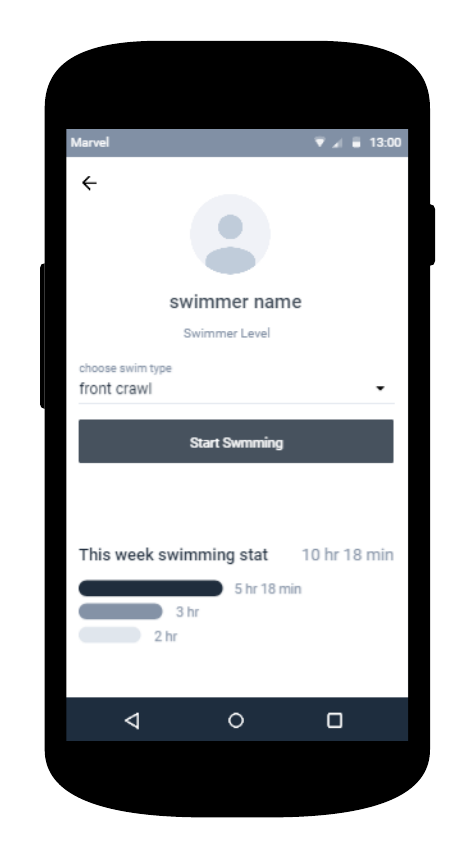 Marvel 13:00
swimmer name
Swimmer Level
choose swim type
front crawl
Start Swmming
This week swimming stat 10 hr 18 min
5 hr 18 min
3 hr
2 hr